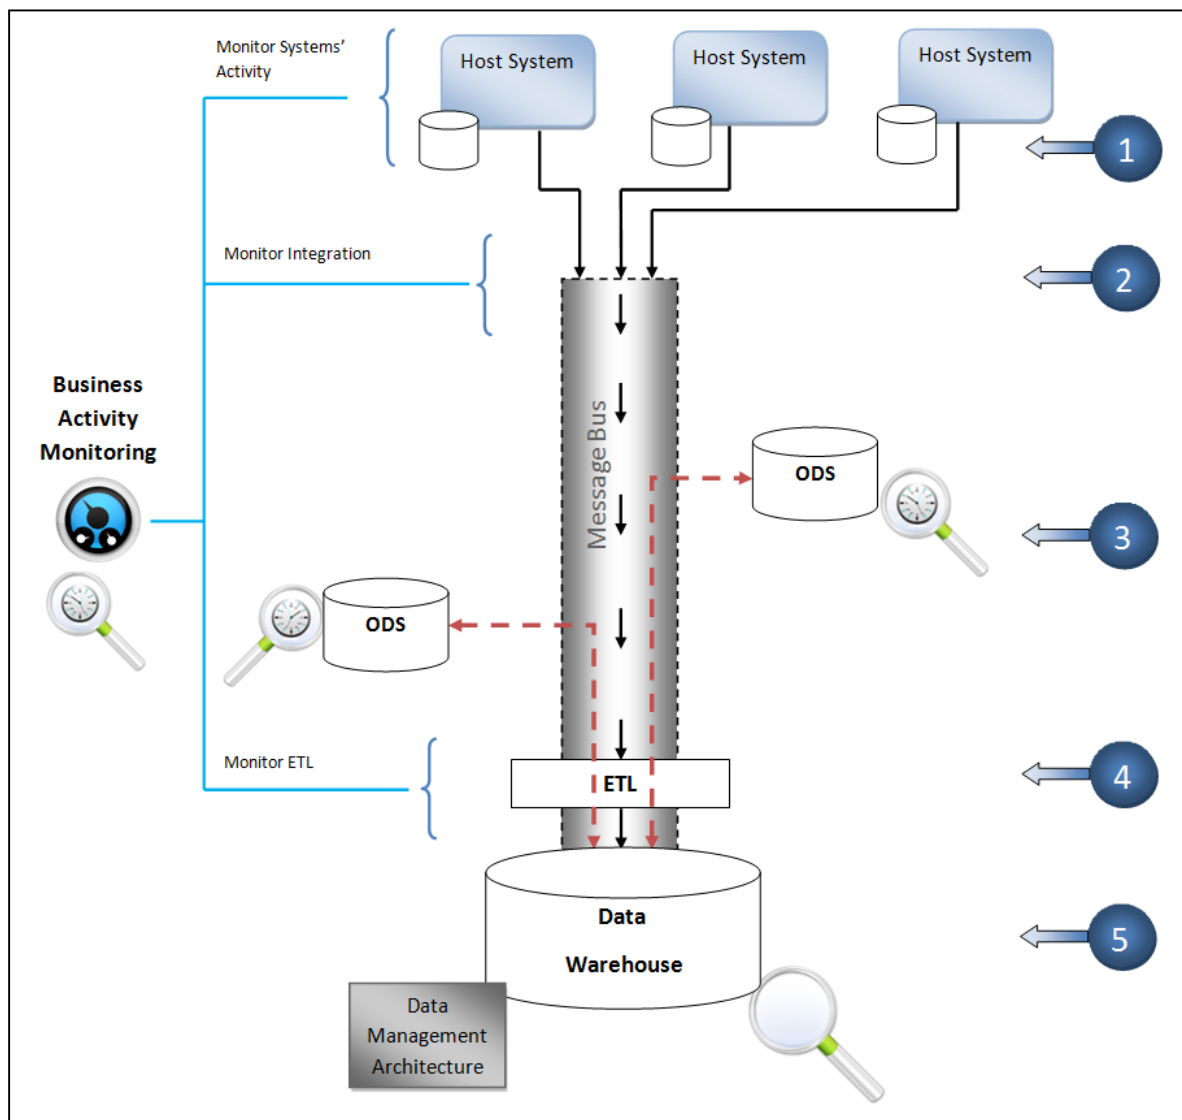 Monitor Systems'
Activity
Host System
Host System
Host System
1
Monitor Integration
2
Business
Activity
Monitoring
Message Bus
ODS
3
ODS
Monitor ETL
ETL
4
Data
Warehouse
5
Data
Management
Architecture